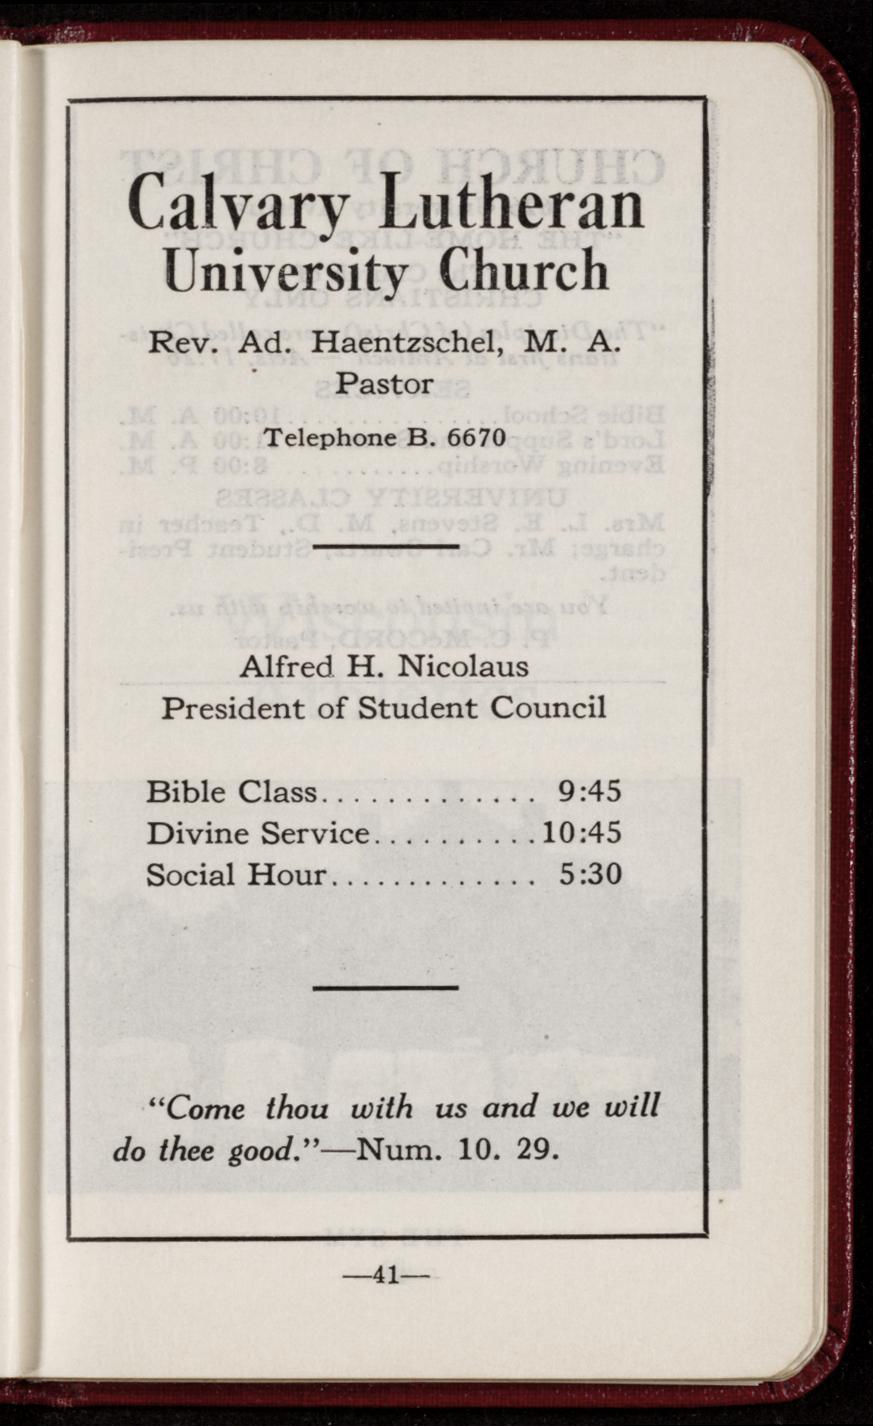 Calvary Lutheran
University Church
Rev. Ad. Haentzschel, M. A.
Pastor
Telephone B. 6670
Alfred H. Nicolaus
President of Student Council
Bible Class.............. 9:45
Divine Service..........10:45
Social Hour.............. 5:30
"Come thou with us and we will
do thee good."—Num. 10. 29.
—41—